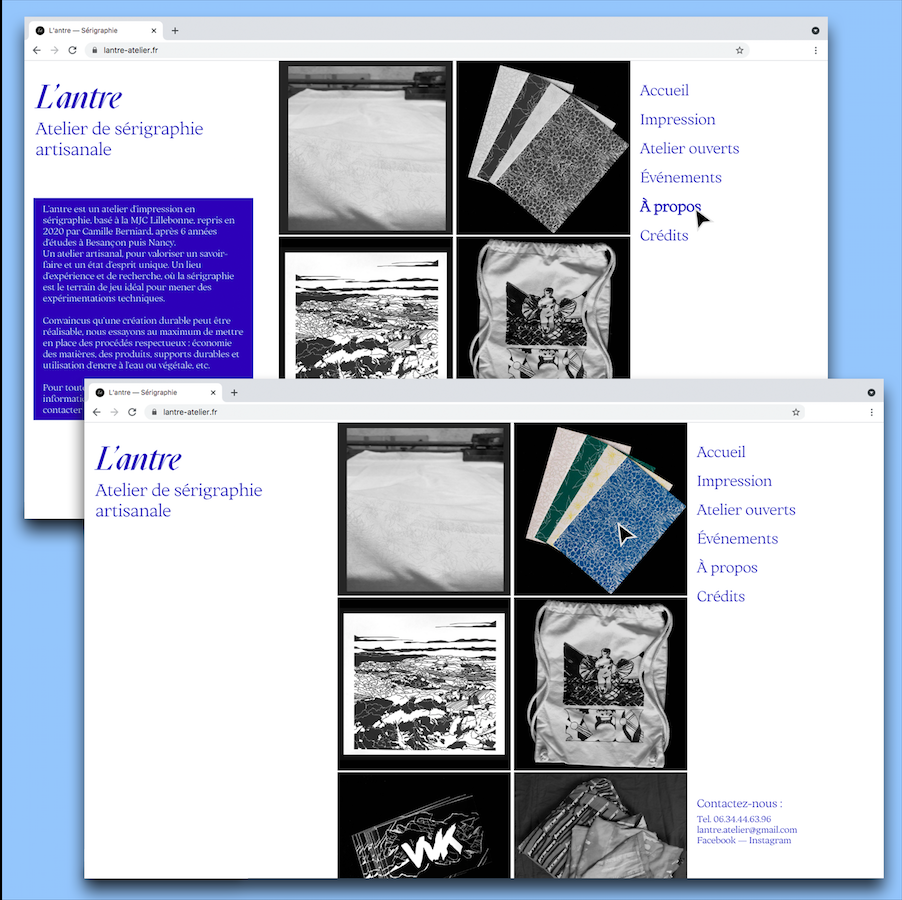 L'antre — Sérigraphie
lantre-atelier.fr
L'antre
Atelier de sérigraphie
artisanale
L'antre est un atelier d'impression en
sérigraphie, basé à la MJC Lillebonne, repris en
2020 par Camille Berniard, après 6 années
d'études à Besançon puis Nancy.
Un atelier artisanal, pour valoriser un savoir-
faire et un état d'esprit unique. Un lieu
d'expérience et de recherche, où la sérigraphie
est le terrain de jeu idéal pour mener des
expérimentations techniques.
Convaincus qu'une création durable peut être
réalisable, nous essayons au maximum de mettre
en place des procédés respectueux : économie
des matières, des produits, supports durables et
utilisation d'encre à l'eau ou végétale, etc.
Pour toute
contacter
Accueil
Impression
Atelier ouverts
Événements
À propos
Crédits
L'antre — Sérigraphie
lantre-atelier.fr
L'antre
Atelier de sérigraphie
artisanale
VVK
Accueil
Impression
Atelier ouverts
Événements
À propos
Crédits
Contactez-nous :
Tel. 06.34.44.63.96
lantre.atelier@gmail.com
Facebook — Instagram